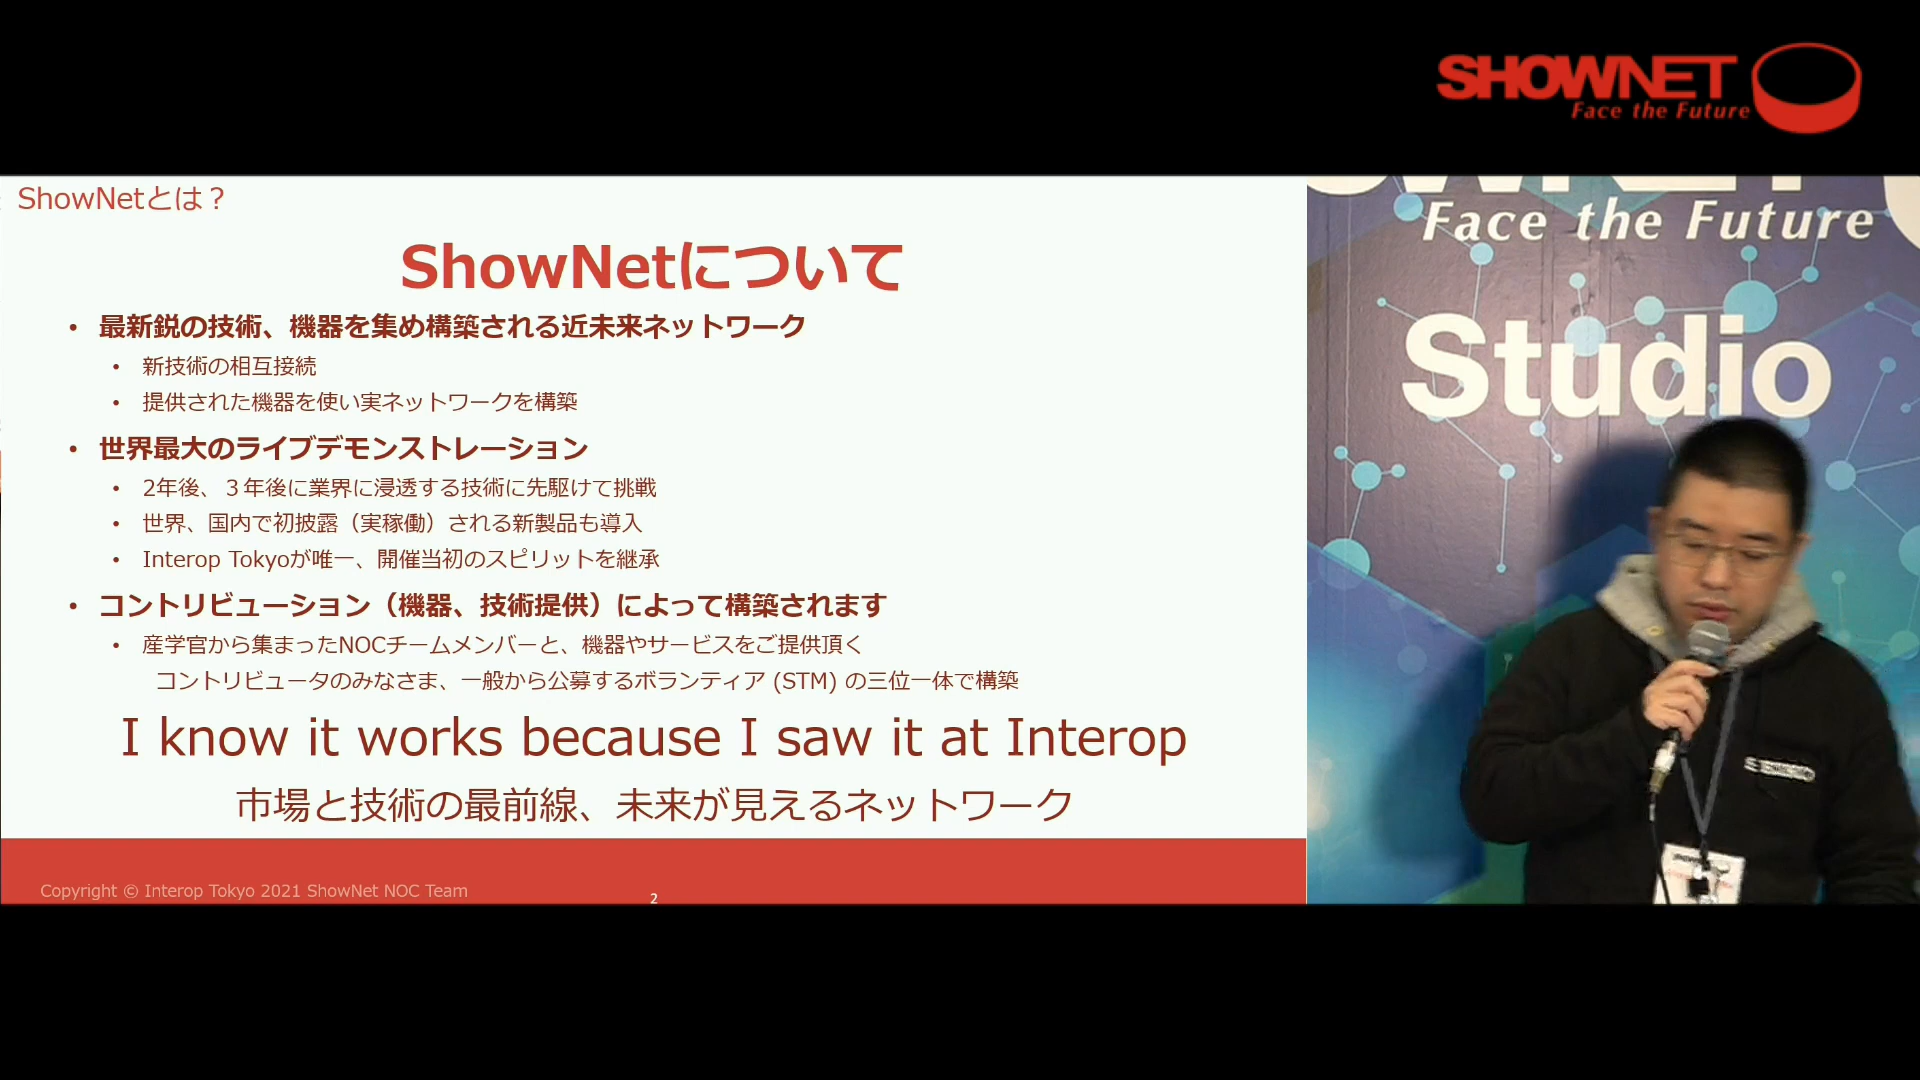 SHOWNET
Face the Future
ShowNetとは？
ShowNetについて
• 最新鋭の技術、機器を集め構築される近未来ネットワーク
• 新技術の相互接続
• 提供された機器を使い実ネットワークを構築
• 世界最大のライブデモンストレーション
• 2年後、３年後に業界に浸透する技術に先駆けて挑戦
• 世界、国内で初披露（実稼働）される新製品も導入
• Interop Tokyoが唯一、開催当初のスピリットを継承
• コントリビューション（機器、技術提供）によって構築されます
• 産学官から集まったNOCチームメンバーと、機器やサービスをご提供頂く
コントリビュータのみなさま、一般から公募するボランティア (STM) の三位一体で構築
I know it works because I saw it at Interop
市場と技術の最前線、未来が見えるネットワーク
Copyright © Interop Tokyo 2021 ShowNet NOC Team
2
Face the Future
Studio